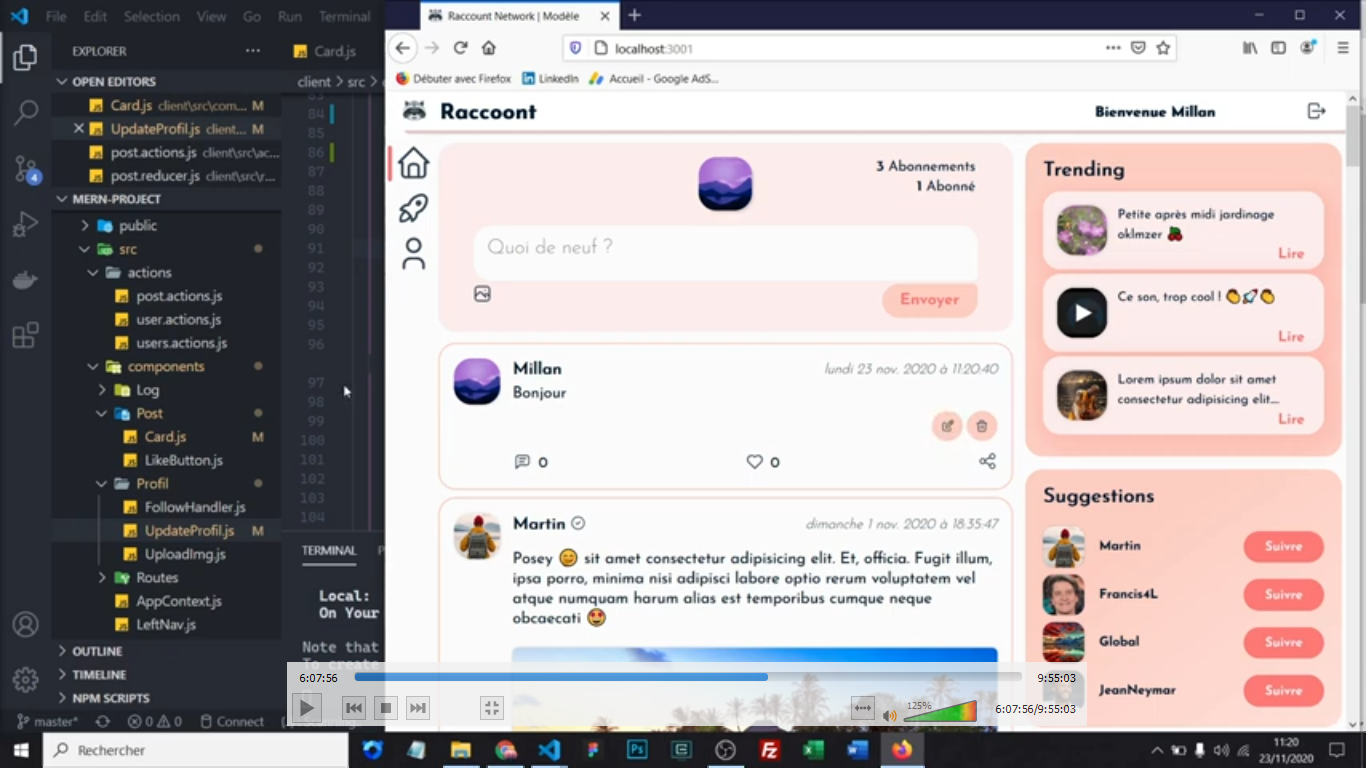 File Edit Selection View Go Run Terminal
Raccount Network | Modèle
EXPLORER
Card.js
localhost:3001
OPEN EDITORS
client > src >
Débuter avec Firefox LinkedIn Accueil - Google AdS...
Card.js client\src\com... M
UpdateProfil.js client... M
post.actions.js client\src\ac...
post.reducer.js client\src\r...
MERN-PROJECT
public
src
actions
post.actions.js
user.actions.js
users.actions.js
components
Log
Post
Card.js M
LikeButton.js
Profil
FollowHandler.js
UpdateProfil.js M
UploadImg.js
Routes
AppContext.js
LeftNav.js
OUTLINE
TIMELINE
NPM SCRIPTS
84
85
86
87
88
89
90
91
92
93
94
95
96
97
98
99
100
101
102
103
104
TERMINAL
Local:
On Your
Note that
To create
Raccoont
Bienvenue Millan
3 Abonnements
1 Abonné
Quoi de neuf ?
Envoyer
Millan
lundi 23 nov. 2020 à 11:20:40
Bonjour
0
0
Martin
dimanche 1 nov. 2020 à 18:35:47
Posey 😊 sit amet consectetur adipisicing elit. Et, officia. Fugit illum,
ipsa porro, minima nisi adipisci labore optio rerum voluptatem vel
atque numquam harum alias est temporibus cumque neque
obcaecati 🤩
Trending
Petite après midi jardinage
oklmzer 🍒
Lire
Ce son, trop cool ! 👏🚀👏
Lire
Lorem ipsum dolor sit amet
consectetur adipisicing elit...
Lire
Suggestions
Martin Suivre
Francis4L Suivre
Global Suivre
JeanNeymar Suivre
6:07:56
9:55:03
125%
6:07:56/9:55:03
master* 0 0 Connect
4
Rechercher
11:20
23/11/2020